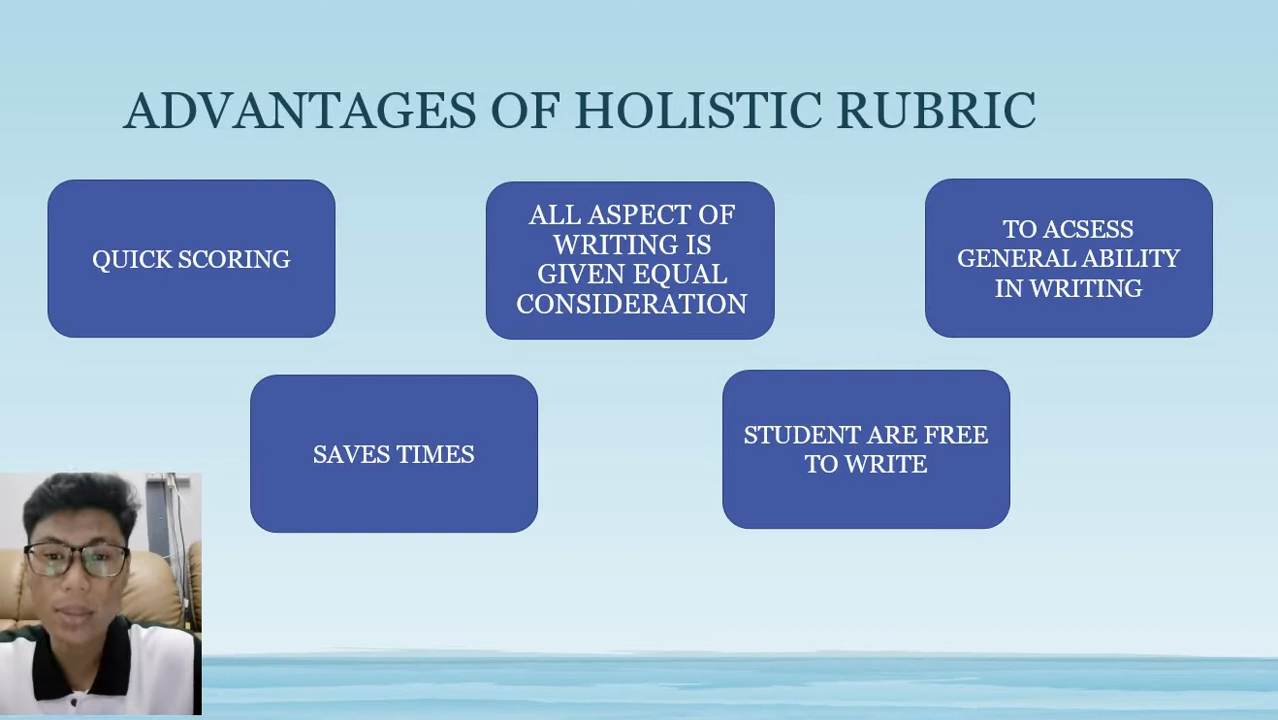 ADVANTAGES OF HOLISTIC RUBRIC
QUICK SCORING
ALL ASPECT OF
WRITING IS
GIVEN EQUAL
CONSIDERATION
TO ACSESS
GENERAL ABILITY
IN WRITING
SAVES TIMES
STUDENT ARE FREE
TO WRITE